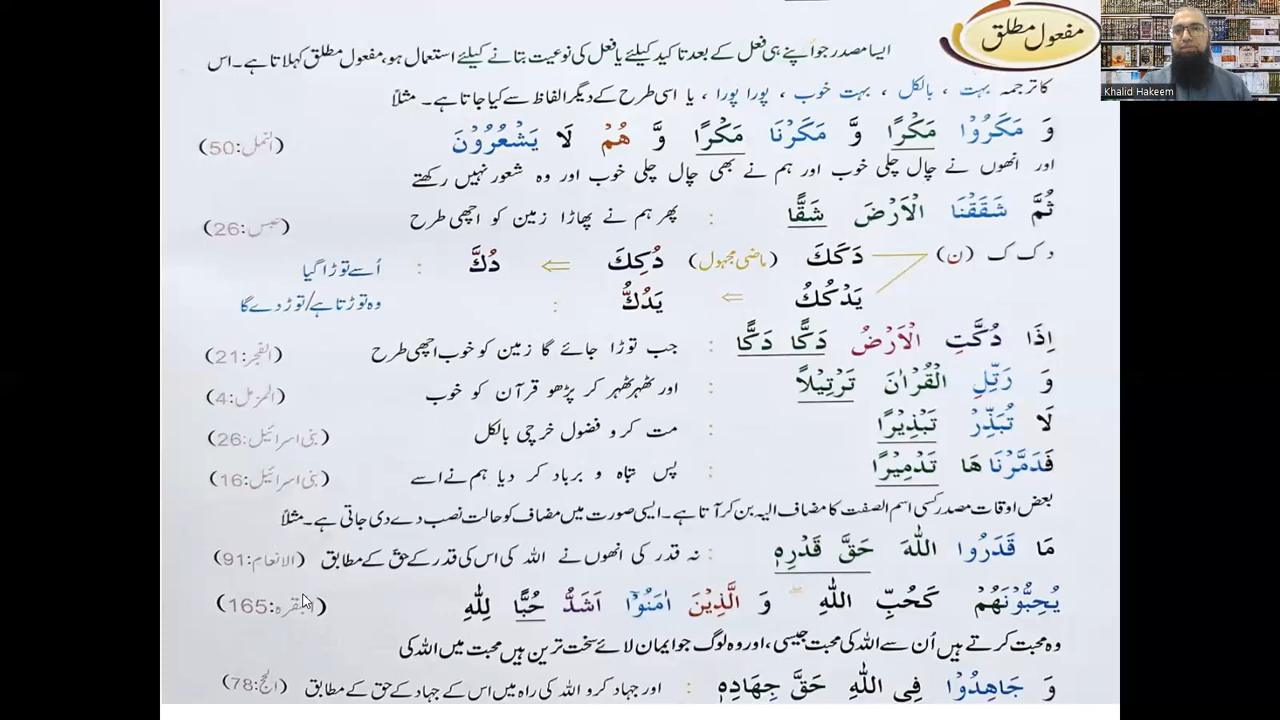 مفعول مطلق
Khalid Hakeem
ایسا مصدر جو اپنے ہی فعل کے بعد تاکید کیلئے یا فعل کی نوعیت بتانے کیلئے استعمال ہو، مفعول مطلق کہلاتا ہے۔ اس
کا ترجمہ بہت ، بالکل ، بہت خوب ، پورا پورا ، یا اسی طرح کے دیگر الفاظ سے کیا جاتا ہے۔ مثلاً
وَ مَكَرُوْا مَكْرًا وَّ مَكَرْنَا مَكْرًا وَّ هُمْ لَا يَشْعُرُوْنَ (النمل:50)
اور انھوں نے چال چلی خوب اور ہم نے بھی چال چلی خوب اور وہ شعور نہیں رکھتے
ثُمَّ شَقَقْنَا الْاَرْضَ شَقًّا : پھر ہم نے پھاڑا زمین کو اچھی طرح (عبس:26)
د ک ک (ن) دَكَكَ (ماضی مجہول) دُكِكَ ⇐ دُكَّ : اُسے توڑا گیا
يَدْكُكُ ⇐ يَدُكُّ : وہ توڑتا ہے/توڑ دے گا
اِذَا دُكَّتِ الْاَرْضُ دَكًّا دَكًّا : جب توڑا جائے گا زمین کو خوب اچھی طرح (الفجر:21)
وَ رَتِّلِ الْقُرْاٰنَ تَرْتِيْلًا : اور ٹھہر ٹھہر کر پڑھو قرآن کو خوب (المزمل:4)
لَا تُبَذِّرْ تَبْذِيْرًا : مت کرو فضول خرچی بالکل (بنی اسرائیل:26)
فَدَمَّرْنَا هَا تَدْمِيْرًا : پس تباہ و برباد کر دیا ہم نے اسے (بنی اسرائیل:16)
بعض اوقات مصدر کسی اسم الصفت کا مضاف الیہ بن کر آتا ہے۔ ایسی صورت میں مضاف کو حالت نصب دے دی جاتی ہے۔ مثلاً
مَا قَدَرُوا اللّٰهَ حَقَّ قَدْرِهٖ : نہ قدر کی انھوں نے اللہ کی اس کی قدر کے حق کے مطابق (الانعام:91)
يُحِبُّوْنَهُمْ كَحُبِّ اللّٰهِ وَ الَّذِيْنَ اٰمَنُوْٓا اَشَدُّ حُبًّا لِلّٰهِ (البقرہ:165)
وہ محبت کرتے ہیں اُن سے اللہ کی محبت جیسی، اور وہ لوگ جو ایمان لائے سخت ترین ہیں محبت میں اللہ کی
وَ جَاهِدُوْا فِى اللّٰهِ حَقَّ جِهَادِهٖ : اور جہاد کرو اللہ کی راہ میں اس کے جہاد کے حق کے مطابق (الحج:78)